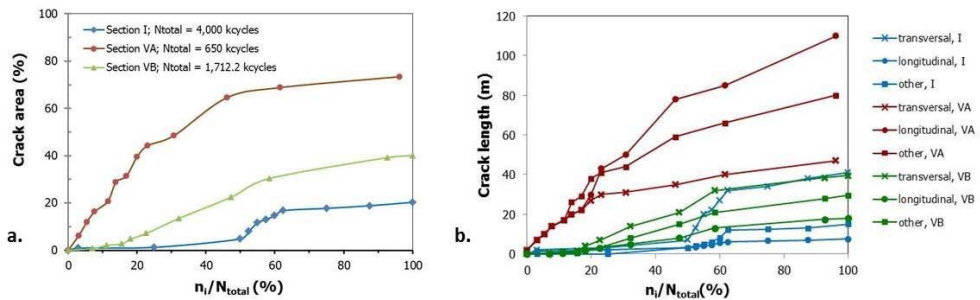 a.
Crack area (%)
100
80
60
40
20
0
0
20
40
60
80
100
nᵢ/Ntotal (%)
Section I; Ntotal = 4,000 kcycles
Section VA; Ntotal = 650 kcycles
Section VB; Ntotal = 1,712.2 kcycles
b.
Crack length (m)
120
100
80
60
40
20
0
0
20
40
60
80
100
nᵢ/Ntotal (%)
transversal, I
longitudinal, I
other, I
transversal, VA
longitudinal, VA
other, VA
transversal, VB
longitudinal, VB
other, VB